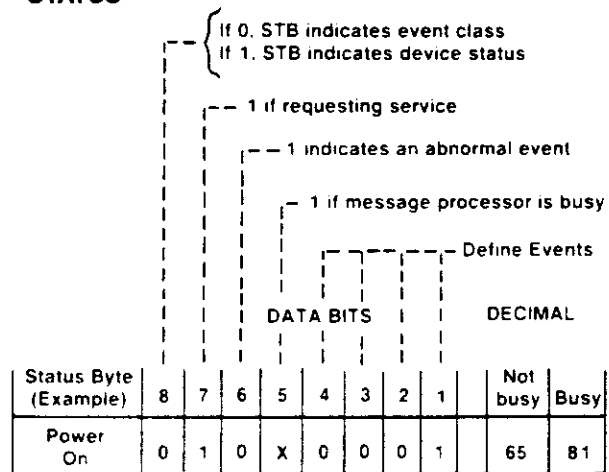 If 0, STB indicates event class
If 1, STB indicates device status
1 if requesting service
1 indicates an abnormal event
1 if message processor is busy
Define Events
DATA BITS DECIMAL
Status Byte (Example) 8 7 6 5 4 3 2 1 Not busy Busy
Power On 0 1 0 X 0 0 0 1 65 81